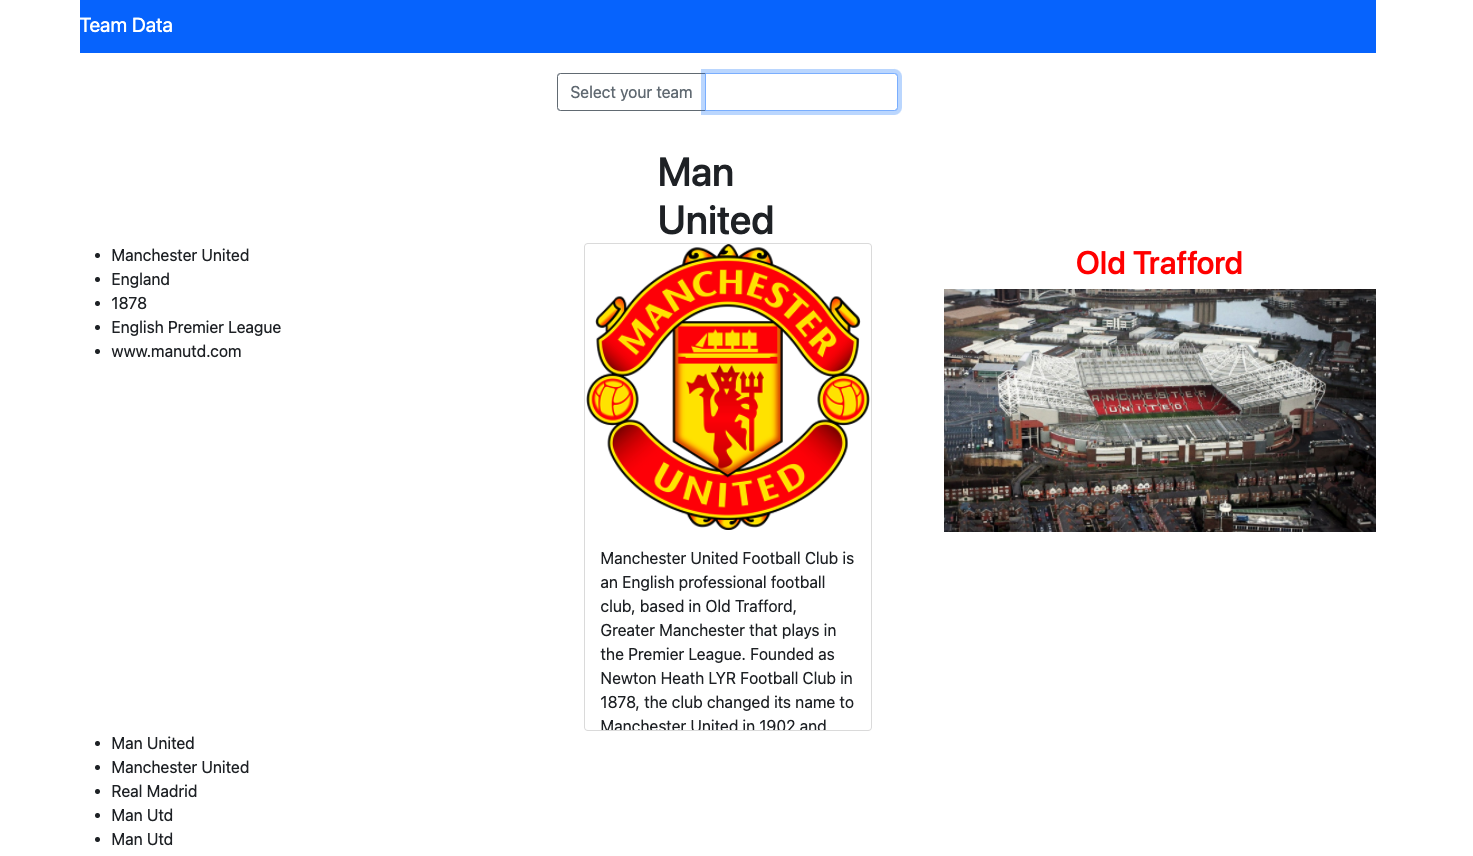 Team Data
Select your team
Man
United
Manchester United
England
1878
English Premier League
www.manutd.com
MANCHESTER
UNITED
Manchester United Football Club is
an English professional football
club, based in Old Trafford,
Greater Manchester that plays in
the Premier League. Founded as
Newton Heath LYR Football Club in
1878, the club changed its name to
Manchester United in 1902 and
Old Trafford
ANCHESTER
UNITED
Man United
Manchester United
Real Madrid
Man Utd
Man Utd